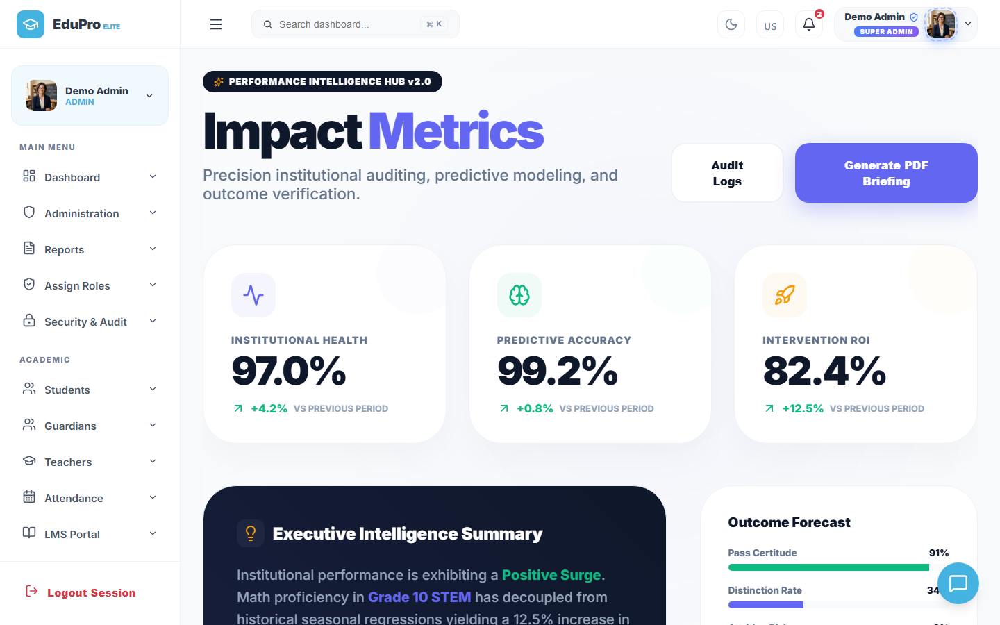 EduPro ELITE
Search dashboard...
⌘ K
US
2
Demo Admin
SUPER ADMIN
Demo Admin
ADMIN
MAIN MENU
Dashboard
Administration
Reports
Assign Roles
Security & Audit
ACADEMIC
Students
Guardians
Teachers
Attendance
LMS Portal
Logout Session
PERFORMANCE INTELLIGENCE HUB v2.0
Impact Metrics
Precision institutional auditing, predictive modeling, and
outcome verification.
Audit
Logs
Generate PDF
Briefing
INSTITUTIONAL HEALTH
97.0%
+4.2% VS PREVIOUS PERIOD
PREDICTIVE ACCURACY
99.2%
+0.8% VS PREVIOUS PERIOD
INTERVENTION ROI
82.4%
+12.5% VS PREVIOUS PERIOD
Executive Intelligence Summary
Institutional performance is exhibiting a Positive Surge.
Math proficiency in Grade 10 STEM has decoupled from
historical seasonal regressions yielding a 12.5% increase in
Outcome Forecast
Pass Certitude 91%
Distinction Rate 34